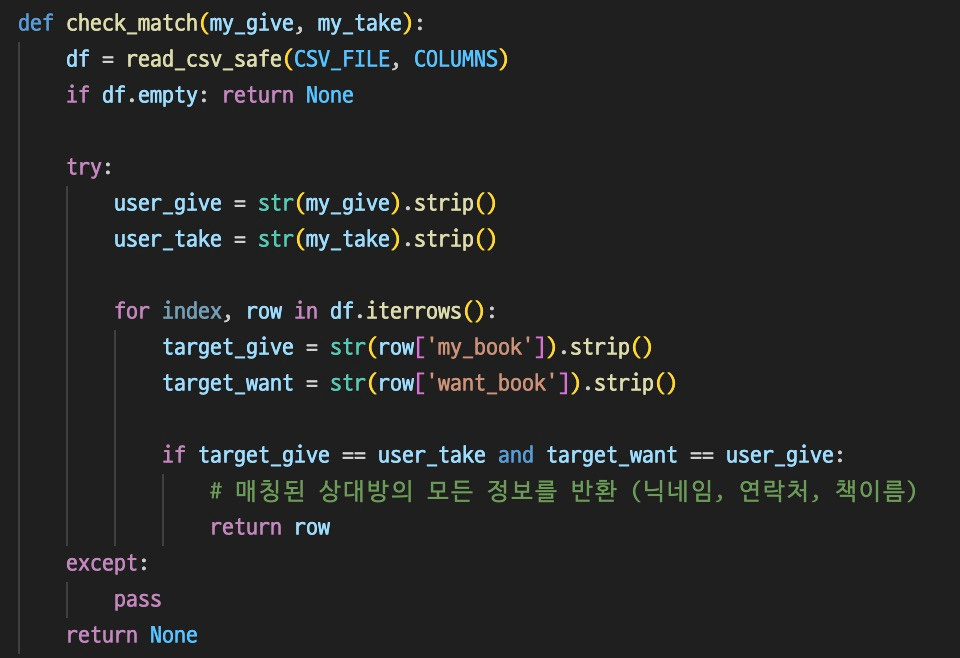 def check_match(my_give, my_take):
    df = read_csv_safe(CSV_FILE, COLUMNS)
    if df.empty: return None

    try:
        user_give = str(my_give).strip()
        user_take = str(my_take).strip()

        for index, row in df.iterrows():
            target_give = str(row['my_book']).strip()
            target_want = str(row['want_book']).strip()

            if target_give == user_take and target_want == user_give:
                # 매칭된 상대방의 모든 정보를 반환 (닉네임, 연락처, 책이름)
                return row
    except:
        pass
    return None